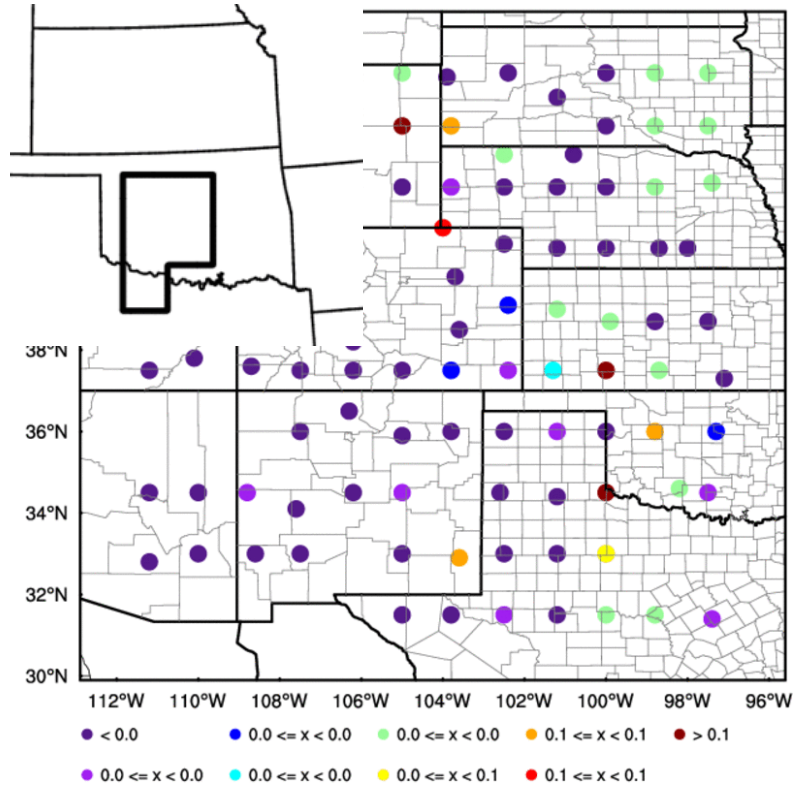 38°N
36°N
34°N
32°N
30°N
112°W 110°W 108°W 106°W 104°W 102°W 100°W 98°W 96°W
< 0.0 0.0 <= x < 0.0 0.0 <= x < 0.0 0.1 <= x < 0.1 > 0.1
0.0 <= x < 0.0 0.0 <= x < 0.0 0.0 <= x < 0.1 0.1 <= x < 0.1